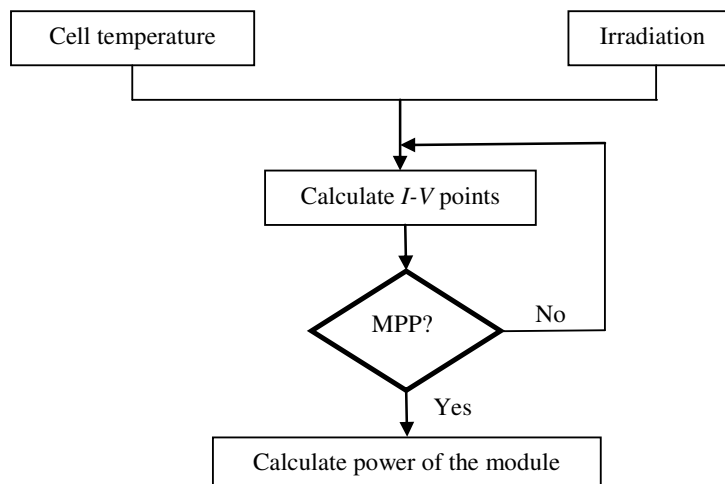 Cell temperature
Irradiation
Calculate I-V points
MPP?
No
Yes
Calculate power of the module